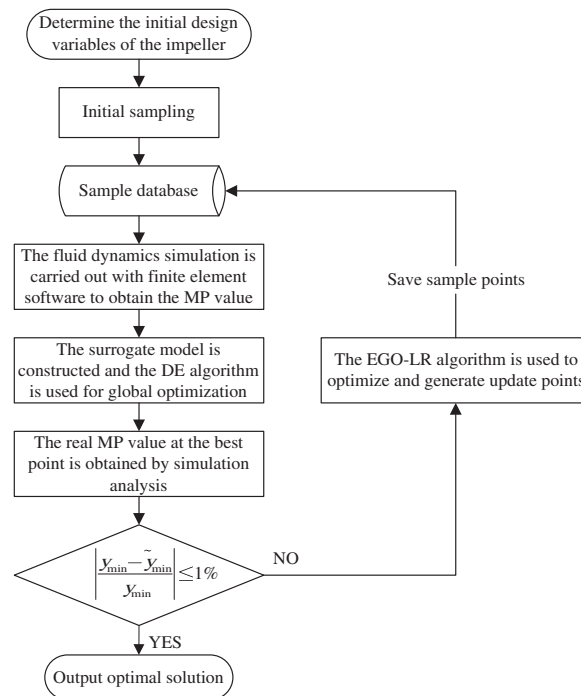 Determine the initial design
variables of the impeller
Initial sampling
Sample database
The fluid dynamics simulation is
carried out with finite element
software to obtain the MP value
Save sample points
The surrogate model is
constructed and the DE algorithm
is used for global optimization
The EGO-LR algorithm is used to
optimize and generate update points
The real MP value at the best
point is obtained by simulation
analysis
|(y_min − ỹ_min) / y_min| ≤1%
NO
YES
Output optimal solution